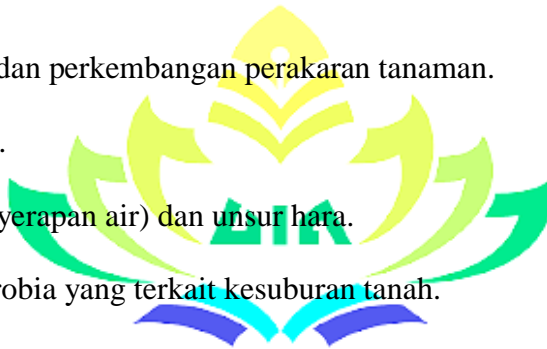 dan perkembangan perakaran tanaman.
.
yerapan air) dan unsur hara.
robia yang terkait kesuburan tanah.